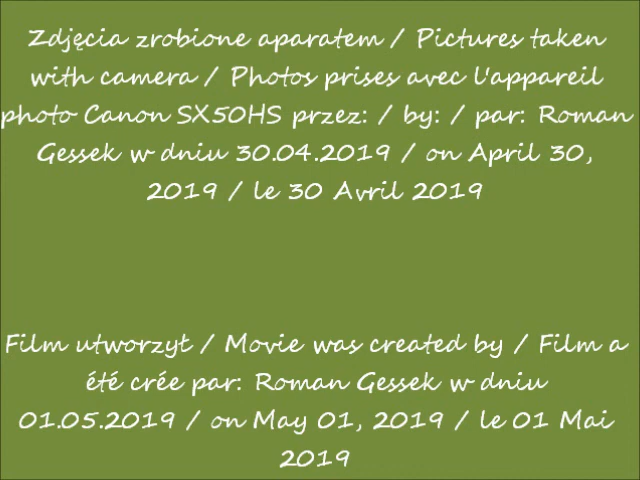 Zdjęcia zrobione aparatem / Pictures taken
with camera / Photos prises avec l'appareil
photo Canon SX50HS przez: / by: / par: Roman
Gessek w dniu 30.04.2019 / on April 30,
2019 / le 30 Avril 2019
Film utworzył / Movie was created by / Film a
été crée par: Roman Gessek w dniu
01.05.2019 / on May 01, 2019 / le 01 Mai
2019